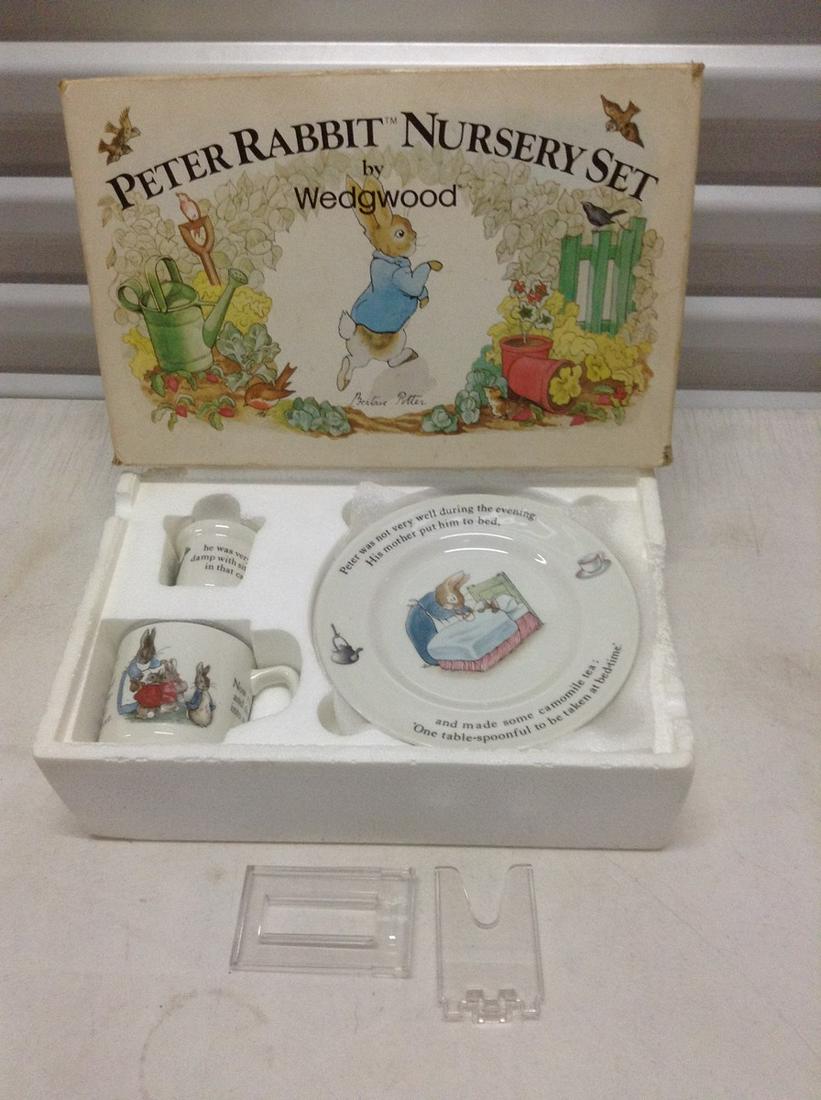 PETER RABBIT™ NURSERY SET
by
Wedgwood
Beatrix Potter
he was very
damp with
in that
Peter was not very well during the evening.
His mother put him to bed,
and made some camomile tea;
'One table-spoonful to be taken at bed-time.'
Now